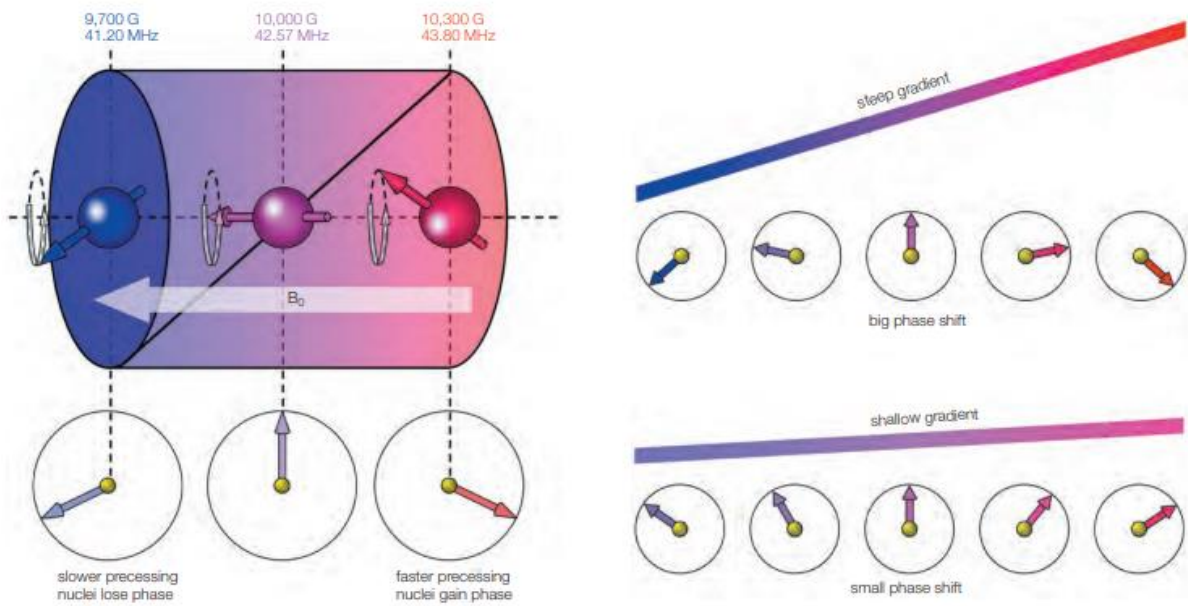 9,700 G
41.20 MHz
10,000 G
42.57 MHz
10,300 G
43.80 MHz
B0
slower precessing
nuclei lose phase
faster precessing
nuclei gain phase
steep gradient
big phase shift
shallow gradient
small phase shift